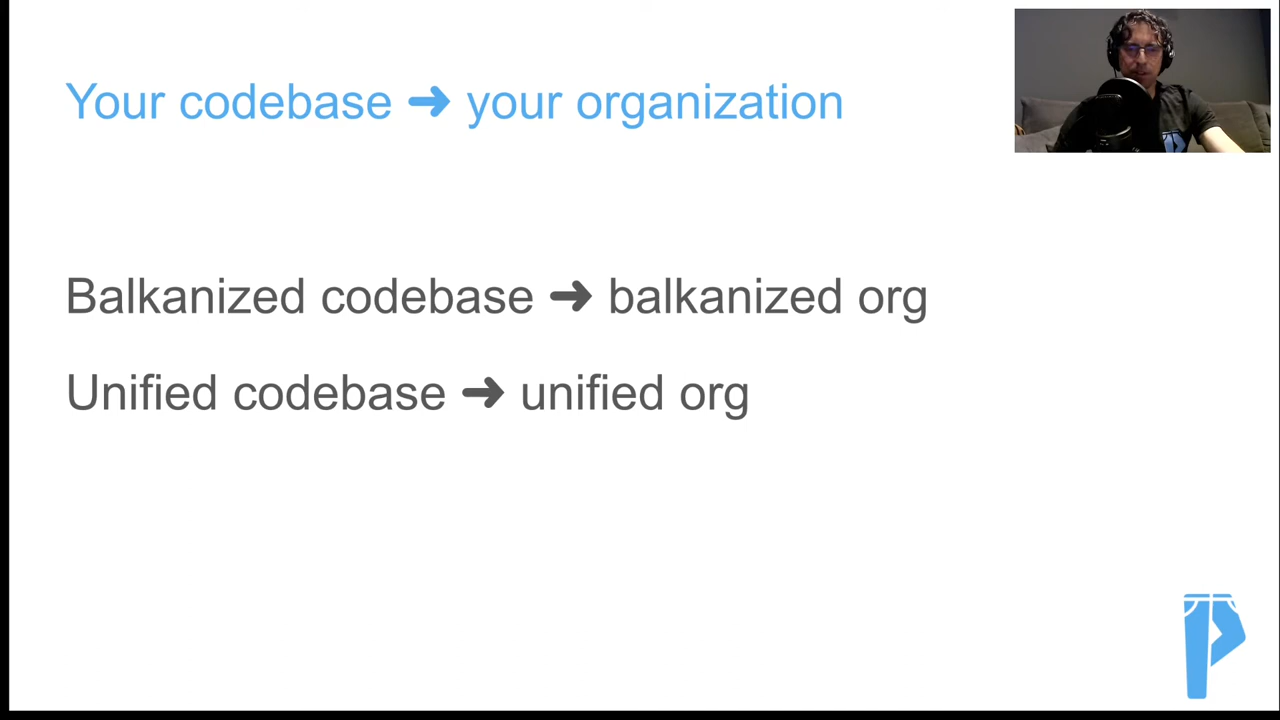 Your codebase ➜ your organization
Balkanized codebase ➜ balkanized org
Unified codebase ➜ unified org